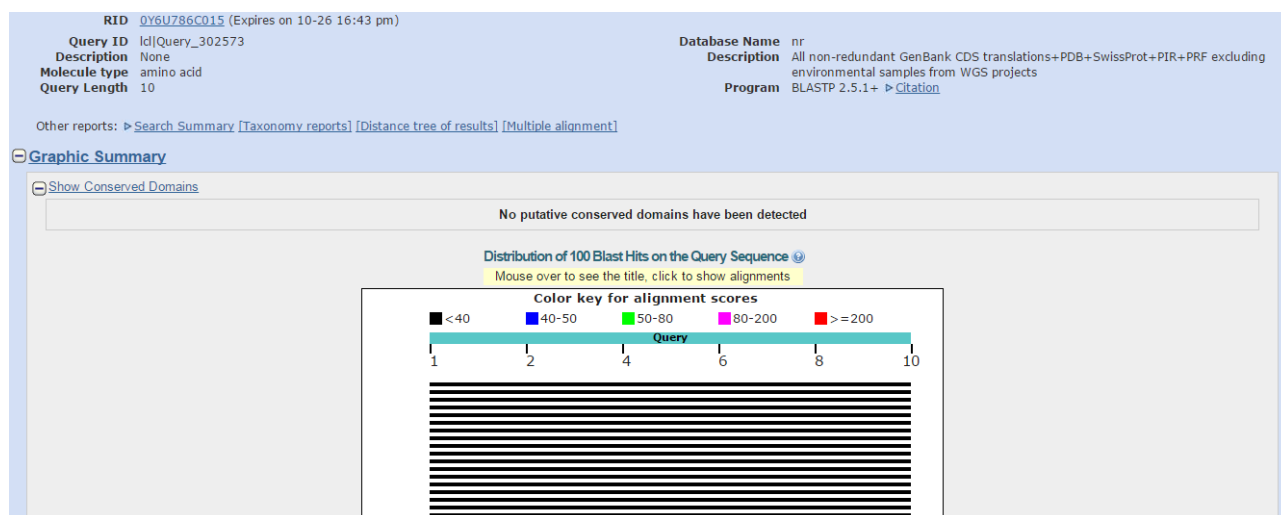 RID 0Y6U786C015 (Expires on 10-26 16:43 pm)
Query ID lcl|Query_302573
Description None
Molecule type amino acid
Query Length 10
Database Name nr
Description All non-redundant GenBank CDS translations+PDB+SwissProt+PIR+PRF excluding
environmental samples from WGS projects
Program BLASTP 2.5.1+ ▷ Citation
Other reports: ▷ Search Summary [Taxonomy reports] [Distance tree of results] [Multiple alignment]
Graphic Summary
Show Conserved Domains
No putative conserved domains have been detected
Distribution of 100 Blast Hits on the Query Sequence
Mouse over to see the title, click to show alignments
Color key for alignment scores
<40 40-50 50-80 80-200 >=200
Query
1 2 4 6 8 10